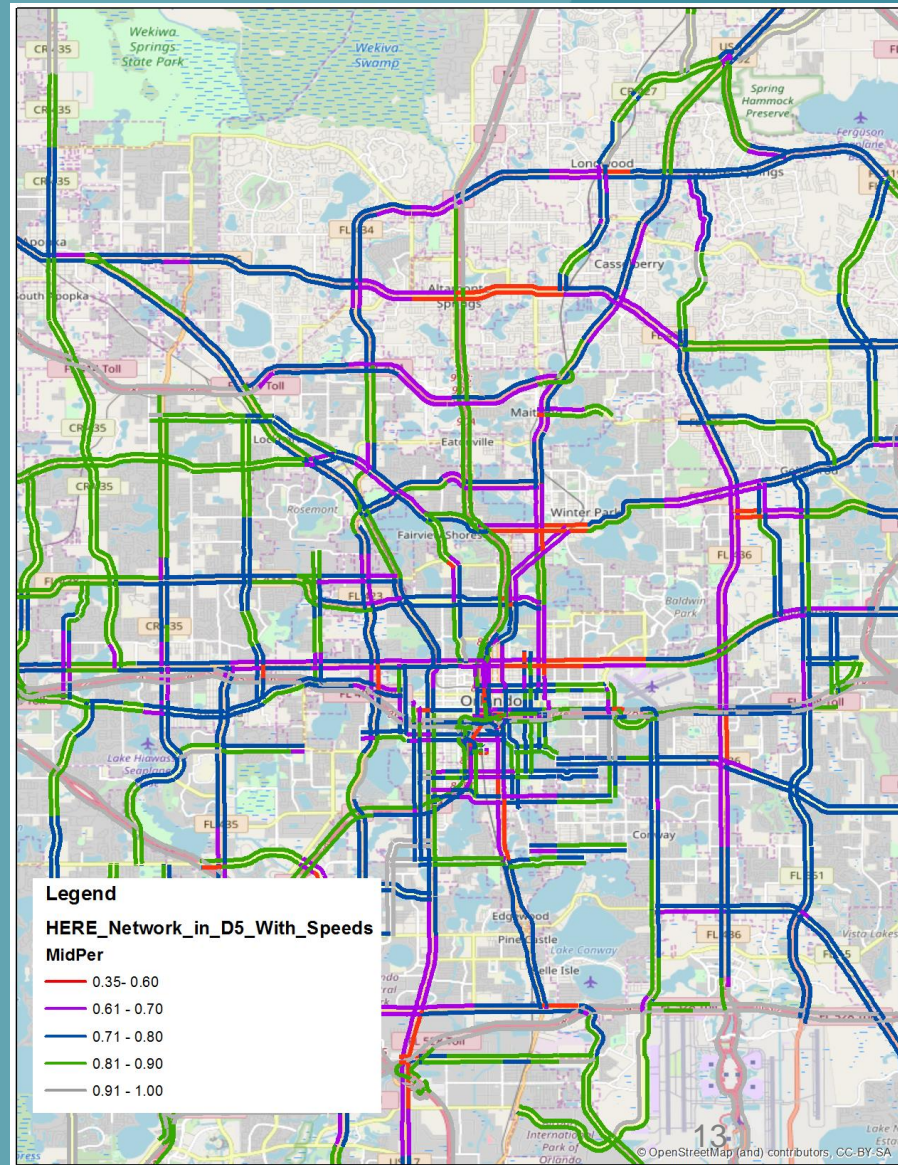 CR 435
Wekiwa
Springs
State Park
Wekiva
Swamp
US
CR 427
Spring
Hammock
Preserve
CR 435
CR 435
Longwood
FL 434
Apopka
South Apopka
Casselberry
Altamonte
Springs
Toll
Toll
CR 435
Eatonville
CR 435
Rosemont
Winter Park
Fairview Shores
FL 436
Baldwin
Park
CR 435
Orlando
Toll
Lake Hiawassee
Seaplane
FL 435
Conway
FL 551
Edgewood
Pine Castle
Lake Conway
Belle Isle
FL 436
Vista Lakes
Legend
HERE_Network_in_D5_With_Speeds
MidPer
0.35- 0.60
0.61 - 0.70
0.71 - 0.80
0.81 - 0.90
0.91 - 1.00
International
Park of
Orlando
13
© OpenStreetMap (and) contributors, CC-BY-SA